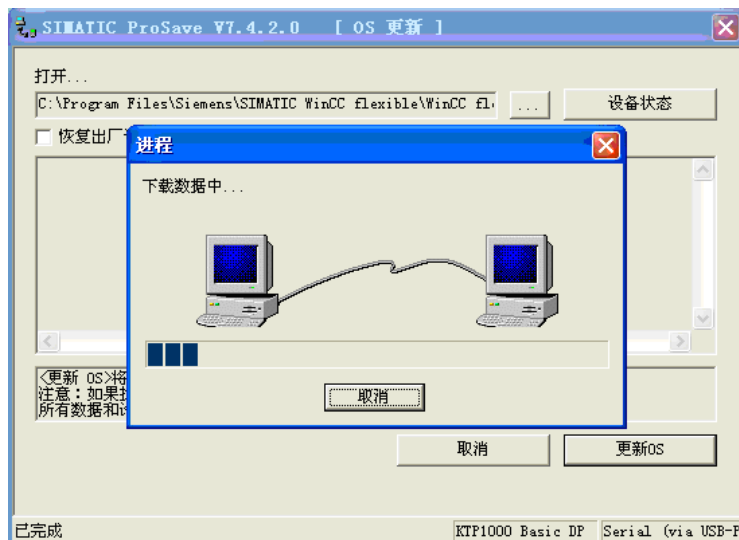 SIMATIC ProSave V7.4.2.0 [ OS 更新 ]
打开...
C:\Program Files\Siemens\SIMATIC WinCC flexible\WinCC fl
...
设备状态
恢复出厂
进程
下载数据中...
取消
<更新 OS>将
注意：如果
所有数据和
取消
更新OS
已完成
KTP1000 Basic DP
Serial (via USB-P